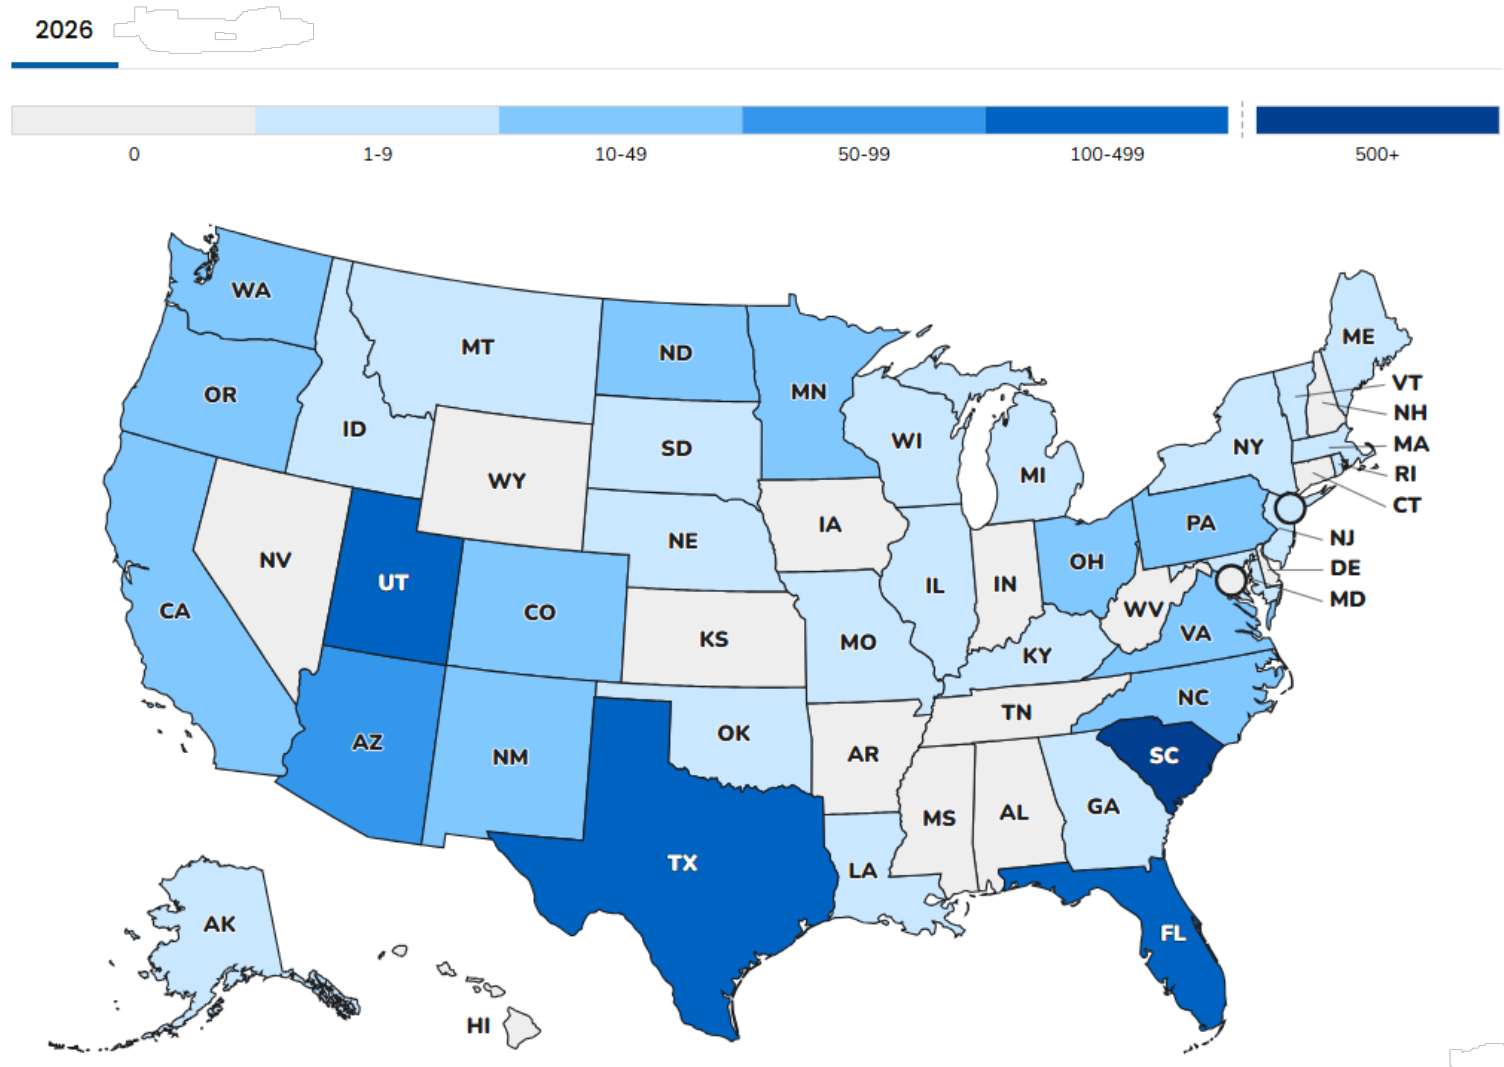 2026
0 1-9 10-49 50-99 100-499 500+
WA
ME
MT
ND
VT
OR
MN
NH
ID
WI
NY
MA
SD
MI
RI
WY
CT
IA
PA
NE
NJ
NV
OH
DE
UT
IL
IN
MD
CA
CO
WV
KS
MO
VA
KY
NC
TN
OK
AZ
NM
AR
SC
GA
MS
AL
TX
LA
AK
FL
HI